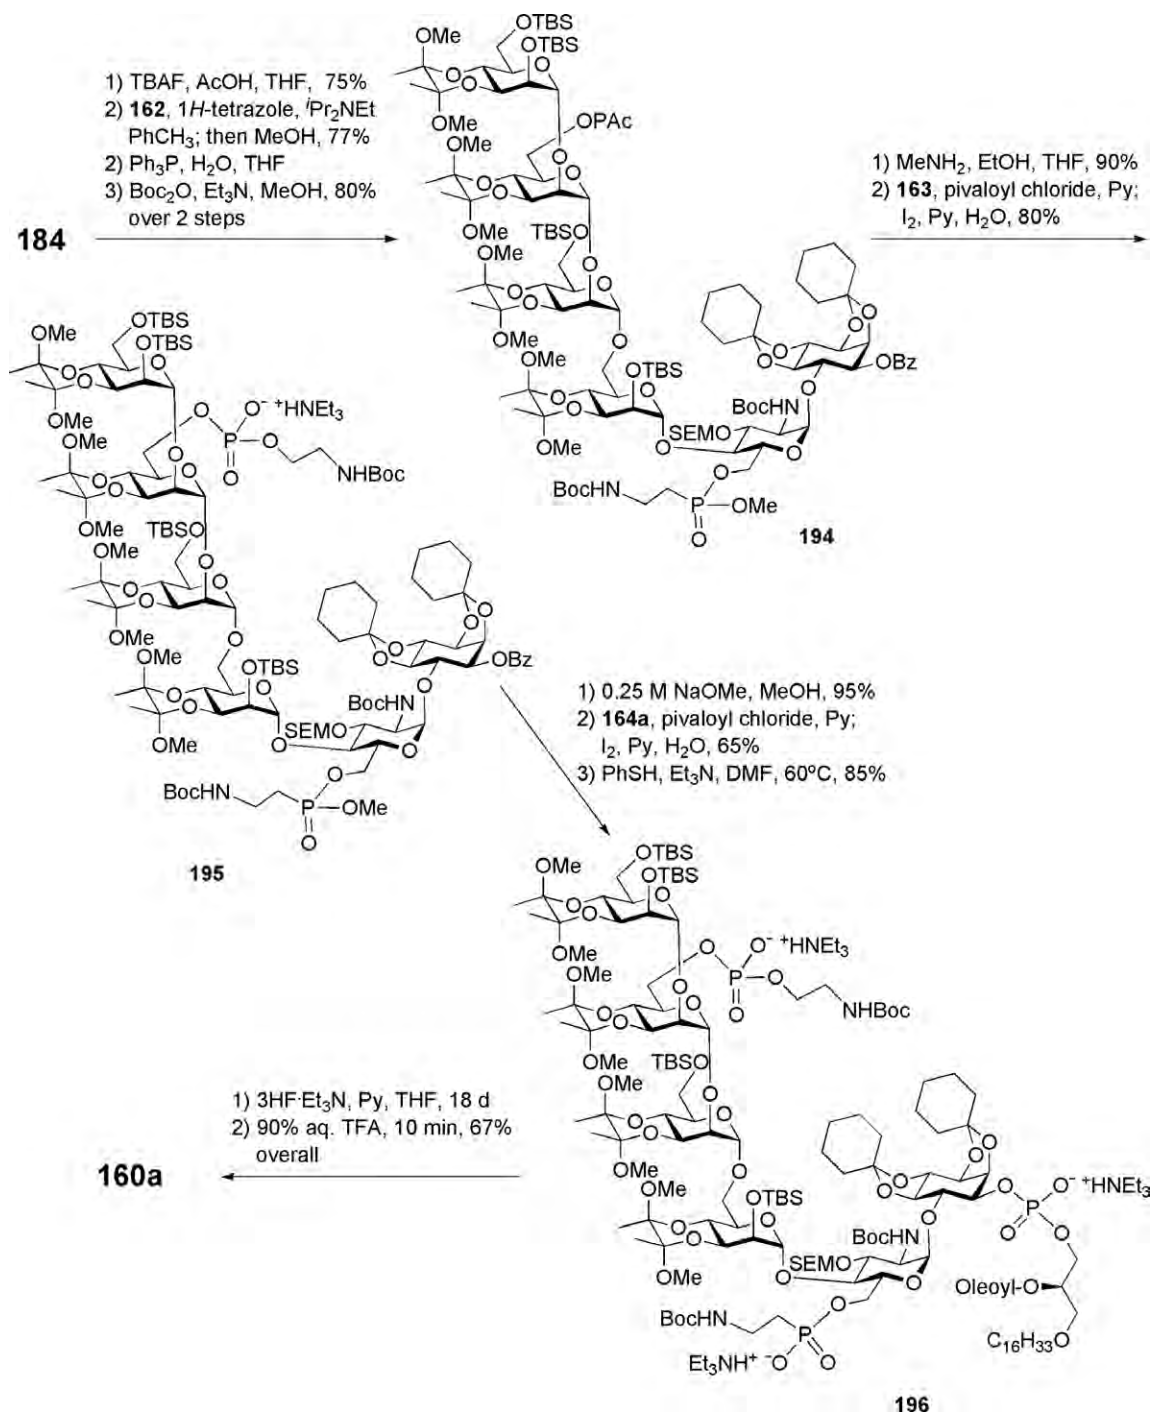 1) TBAF, AcOH, THF, 75%
2) 162, 1H-tetrazole, iPr2NEt
PhCH3; then MeOH, 77%
2) Ph3P, H2O, THF
3) Boc2O, Et3N, MeOH, 80%
over 2 steps
184
OTBS
OMe
OTBS
O
O
O
O
OMe
OMe
O
OPAc
O
O
O
O
OMe
OMe
TBSO
O
O
O
O
OMe
OMe
O
OTBS
O
O
O
O
OMe
O
O
O
O
O
OBz
BocHN
SEMO
O
O
BocHN
O
P
OMe
O
194
1) MeNH2, EtOH, THF, 90%
2) 163, pivaloyl chloride, Py;
I2, Py, H2O, 80%
OTBS
OMe
OTBS
O
O
O
O
OMe
OMe
O
O
O- +HNEt3
P
O
O
NHBoc
O
O
O
O
OMe
OMe
TBSO
O
O
O
O
OMe
OMe
O
OTBS
O
O
O
O
OMe
O
O
O
O
O
OBz
BocHN
SEMO
O
O
BocHN
O
P
OMe
O
195
1) 0.25 M NaOMe, MeOH, 95%
2) 164a, pivaloyl chloride, Py;
I2, Py, H2O, 65%
3) PhSH, Et3N, DMF, 60ºC, 85%
OTBS
OMe
OTBS
O
O
O
O
OMe
OMe
O
O
O- +HNEt3
P
O
O
NHBoc
O
O
O
O
OMe
OMe
TBSO
O
O
O
O
OMe
OMe
O
OTBS
O
O
O
O
OMe
O
O
O
O
O
O
P
O- +HNEt3
O
O
BocHN
SEMO
O
O
Oleoyl-O
C16H33O
BocHN
O
P
Et3NH+ -O
O
196
1) 3HF·Et3N, Py, THF, 18 d
2) 90% aq. TFA, 10 min, 67%
overall
160a